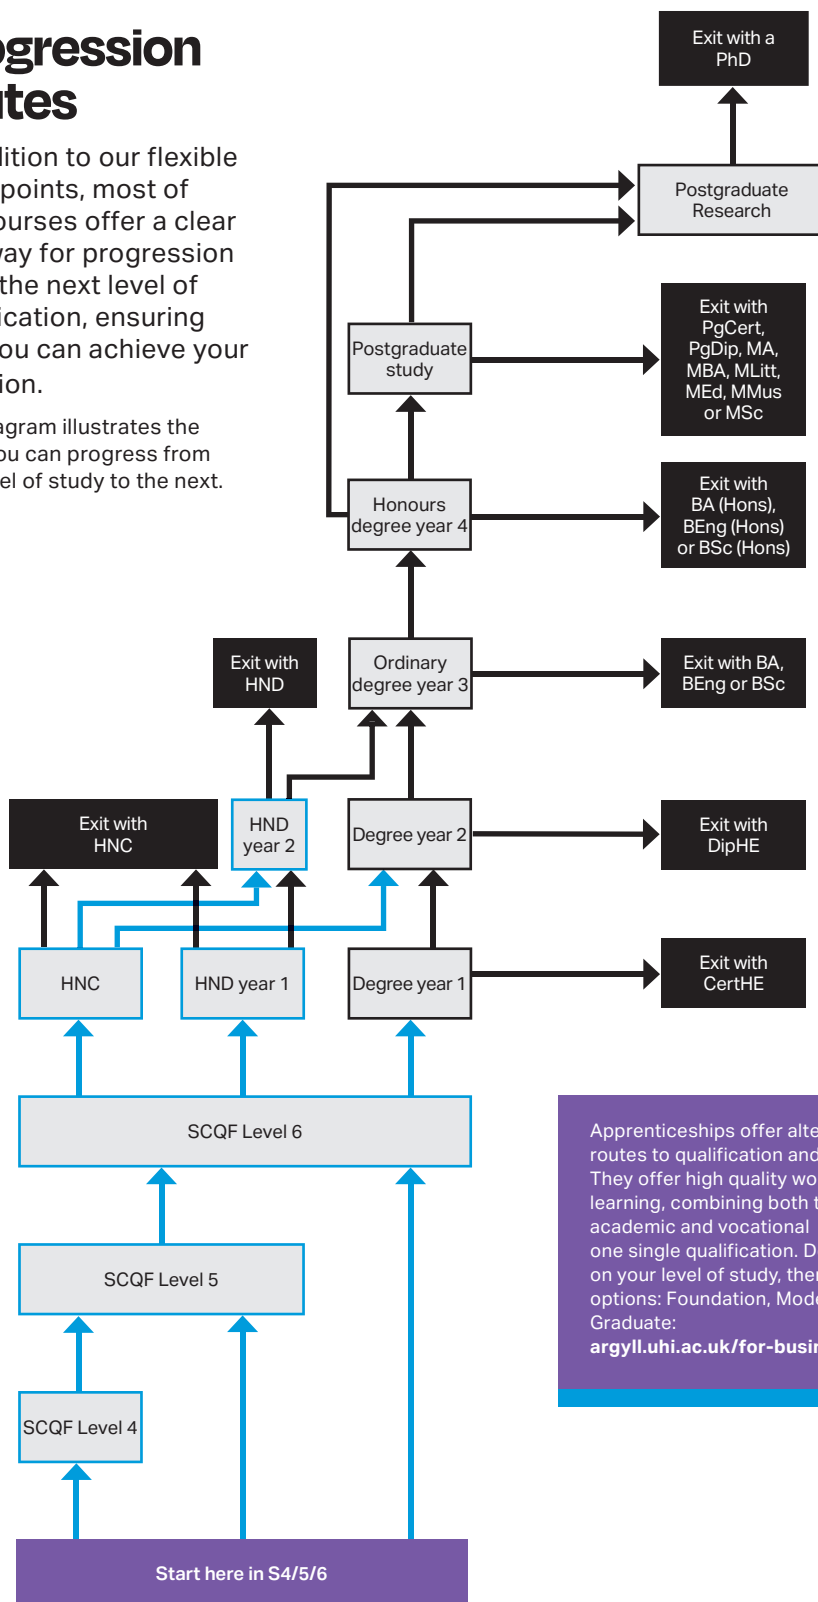 ogression
utes
lition to our flexible
points, most of
ourses offer a clear
vay for progression
the next level of
ication, ensuring
ou can achieve your
ion.
agram illustrates the
ou can progress from
el of study to the next.
Exit with a
PhD
Postgraduate
Research
Postgraduate
study
Exit with
PgCert,
PgDip, MA,
MBA, MLitt,
MEd, MMus
or MSc
Honours
degree year 4
Exit with
BA (Hons),
BEng (Hons)
or BSc (Hons)
Exit with
HND
Ordinary
degree year 3
Exit with BA,
BEng or BSc
Exit with
HNC
HND
year 2
Degree year 2
Exit with
DipHE
HNC
HND year 1
Degree year 1
Exit with
CertHE
SCQF Level 6
SCQF Level 5
SCQF Level 4
Start here in S4/5/6
Apprenticeships offer alte
routes to qualification and
They offer high quality wo
learning, combining both t
academic and vocational
one single qualification. D
on your level of study, ther
options: Foundation, Mode
Graduate:
argyll.uhi.ac.uk/for-busin